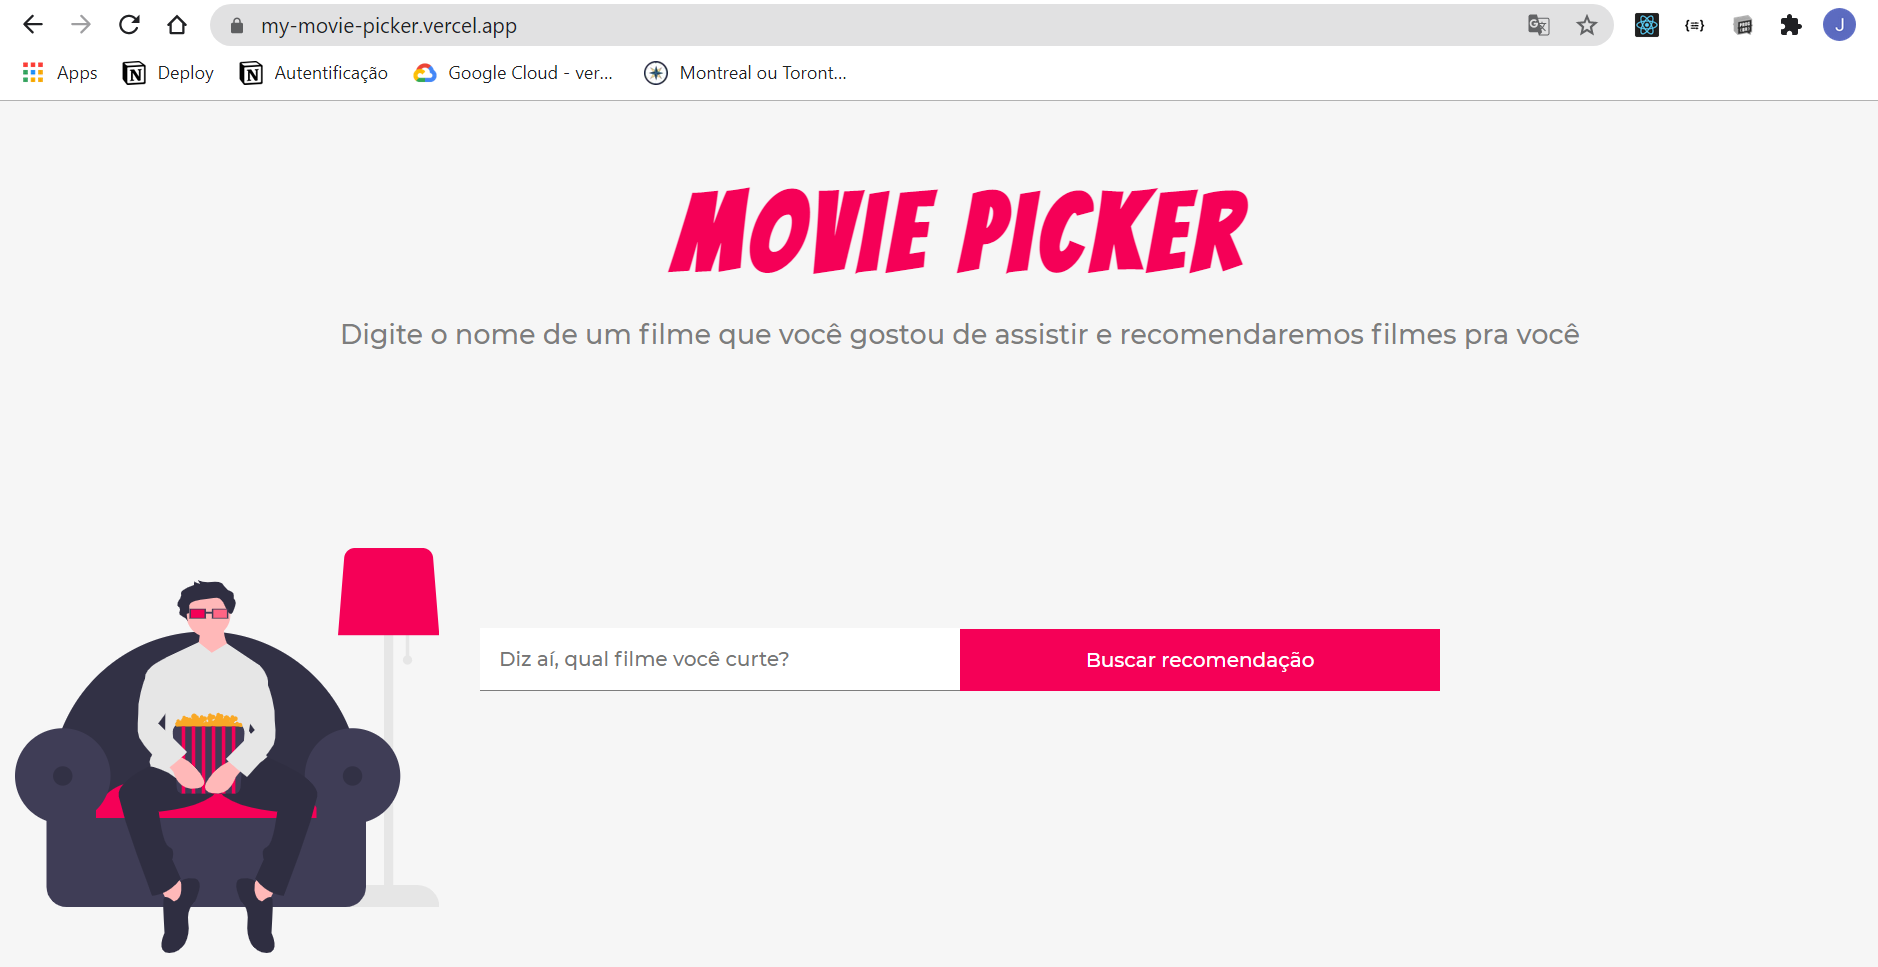 my-movie-picker.vercel.app
J
Apps Deploy Autentificação Google Cloud - ver... Montreal ou Toront...
MOVIE PICKER
Digite o nome de um filme que você gostou de assistir e recomendaremos filmes pra você
Diz aí, qual filme você curte? Buscar recomendação